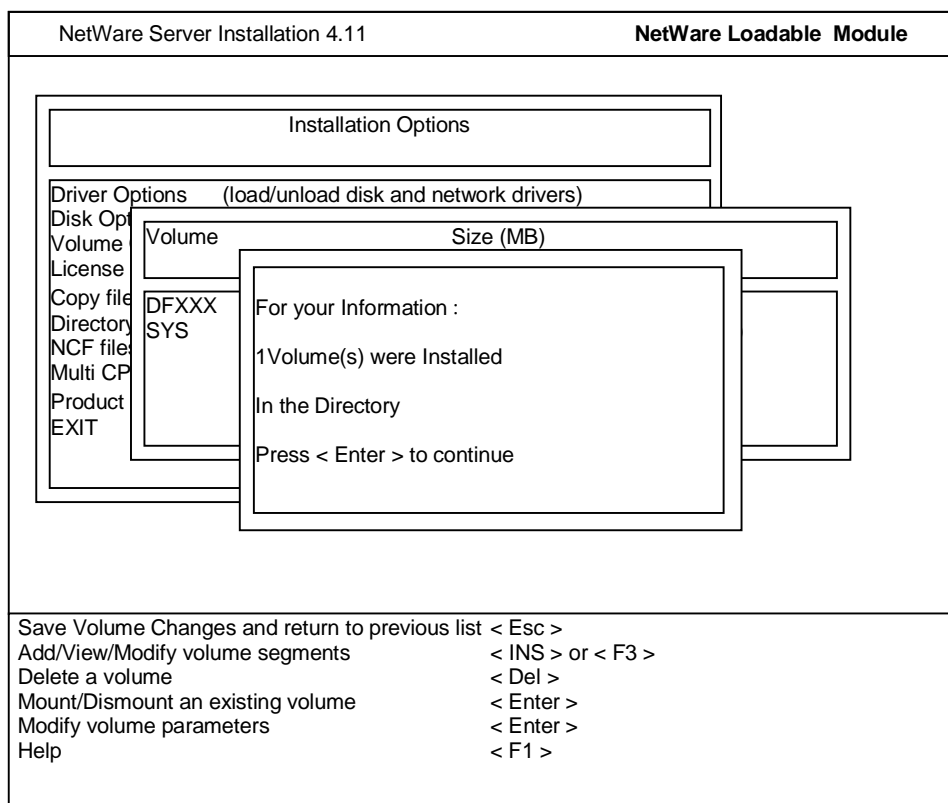 NetWare Server Installation 4.11 NetWare Loadable Module
Installation Options
Driver Options (load/unload disk and network drivers)
Disk Opt
Volume
License
Copy file
Directory
NCF files
Multi CP
Product
EXIT
Volume Size (MB)
DFXXX
SYS
For your Information :
1Volume(s) were Installed
In the Directory
Press < Enter > to continue
Save Volume Changes and return to previous list < Esc >
Add/View/Modify volume segments < INS > or < F3 >
Delete a volume < Del >
Mount/Dismount an existing volume < Enter >
Modify volume parameters < Enter >
Help < F1 >